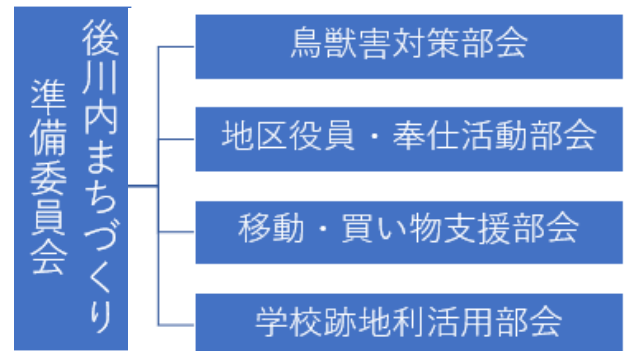 後川内まちづくり
準備委員会
鳥獣害対策部会
地区役員・奉仕活動部会
移動・買い物支援部会
学校跡地利活用部会